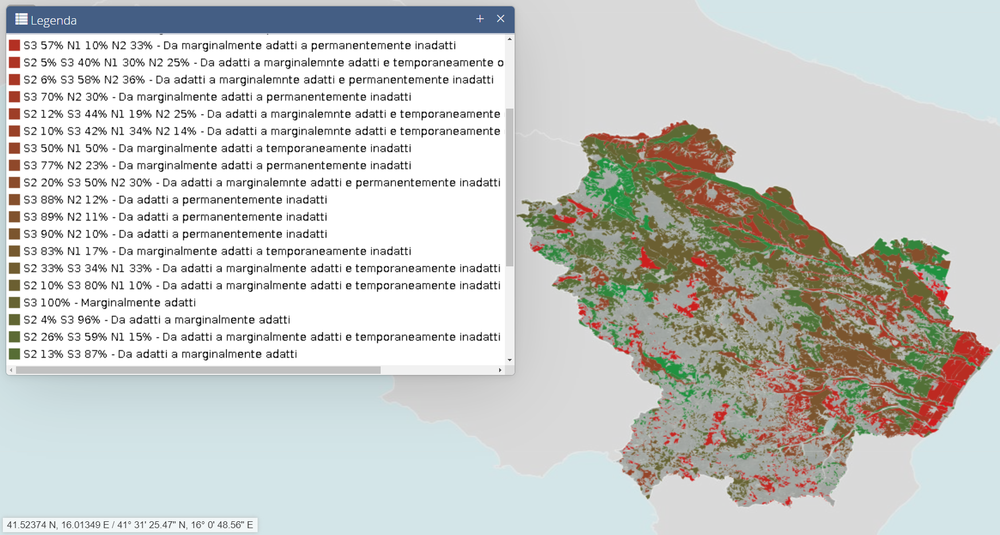 Legenda
S3 57% N1 10% N2 33% - Da marginalmente adatti a permanentemente inadatti
S2 5% S3 40% N1 30% N2 25% - Da adatti a marginalemnte adatti e temporaneamente o
S2 6% S3 58% N2 36% - Da adatti a marginalemnte adatti e permanentemente inadatti
S3 70% N2 30% - Da marginalmente adatti a permanentemente inadatti
S2 12% S3 44% N1 19% N2 25% - Da adatti a marginalemnte adatti e temporaneamente
S2 10% S3 42% N1 34% N2 14% - Da adatti a marginalemnte adatti e temporaneamente
S3 50% N1 50% - Da marginalmente adatti a temporaneamente inadatti
S3 77% N2 23% - Da marginalmente adatti a permanentemente inadatti
S2 20% S3 50% N2 30% - Da adatti a marginalemnte adatti e permanentemente inadatti
S3 88% N2 12% - Da adatti a permanentemente inadatti
S3 89% N2 11% - Da adatti a permanentemente inadatti
S3 90% N2 10% - Da adatti a permanentemente inadatti
S3 83% N1 17% - Da marginalmente adatti a temporaneamente inadatti
S2 33% S3 34% N1 33% - Da adatti a marginalmente adatti e temporaneamente inadatti
S2 10% S3 80% N1 10% - Da adatti a marginalmente adatti e temporaneamente inadatti
S3 100% - Marginalmente adatti
S2 4% S3 96% - Da adatti a marginalmente adatti
S2 26% S3 59% N1 15% - Da adatti a marginalmente adatti e temporaneamente inadatti
S2 13% S3 87% - Da adatti a marginalmente adatti
41.52374 N, 16.01349 E / 41° 31' 25.47" N, 16° 0' 48.56" E